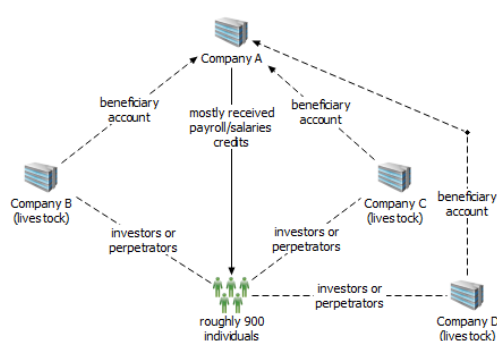 Company A
beneficiary
account
mostly received
payroll/salaries
credits
beneficiary
account
Company B
(livestock)
Company C
(livestock)
beneficiary
account
investors or
perpetrators
investors or
perpetrators
investors or
perpetrators
roughly 900
individuals
Company D
(livestock)